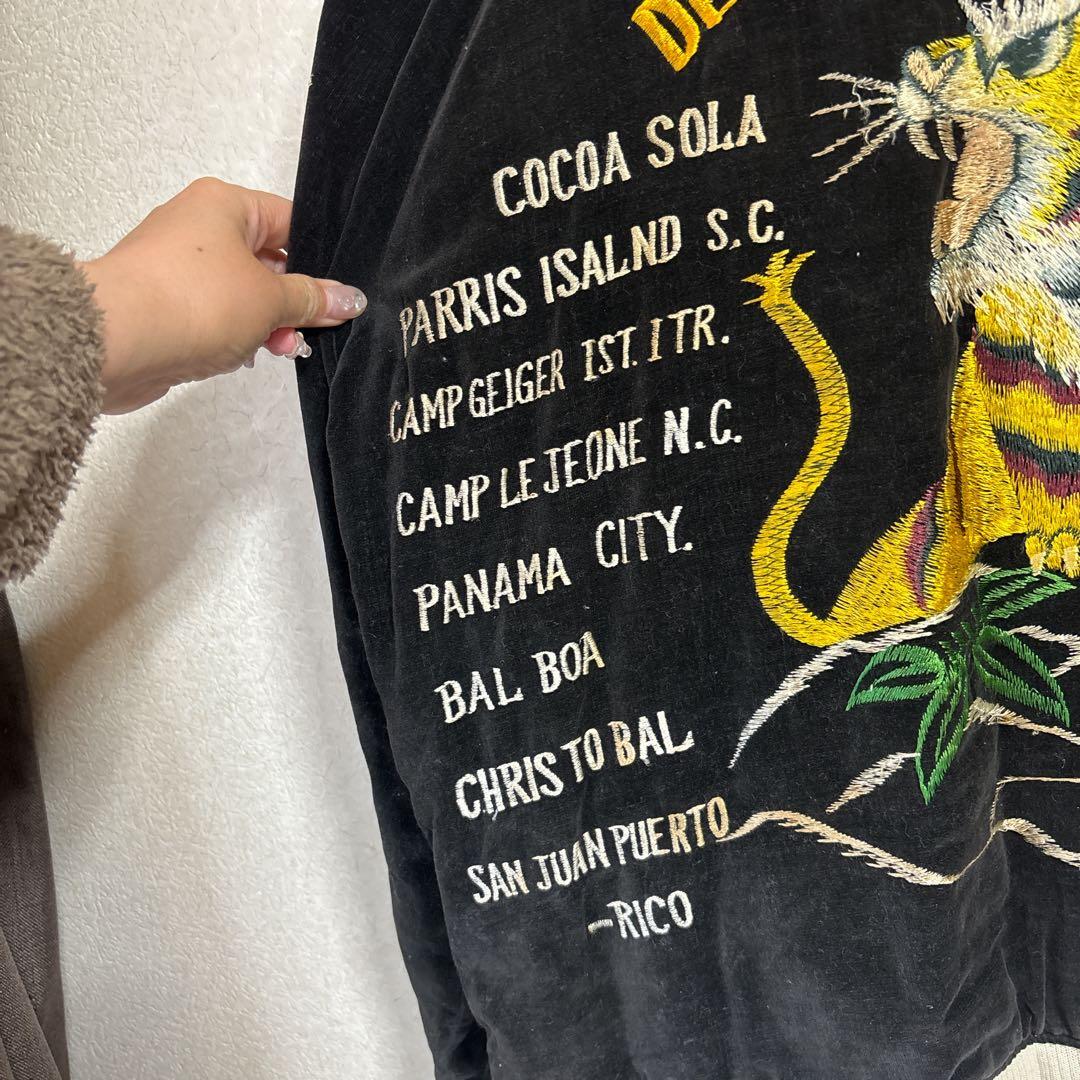 DE
COCOA SOLA
PARRIS ISALND S.C.
CAMP GEIGER 1ST. I TR.
CAMP LE JEONE N.C.
PANAMA CITY.
BAL BOA
CHRIS TO BAL
SAN JUAN PUERTO
-RICO